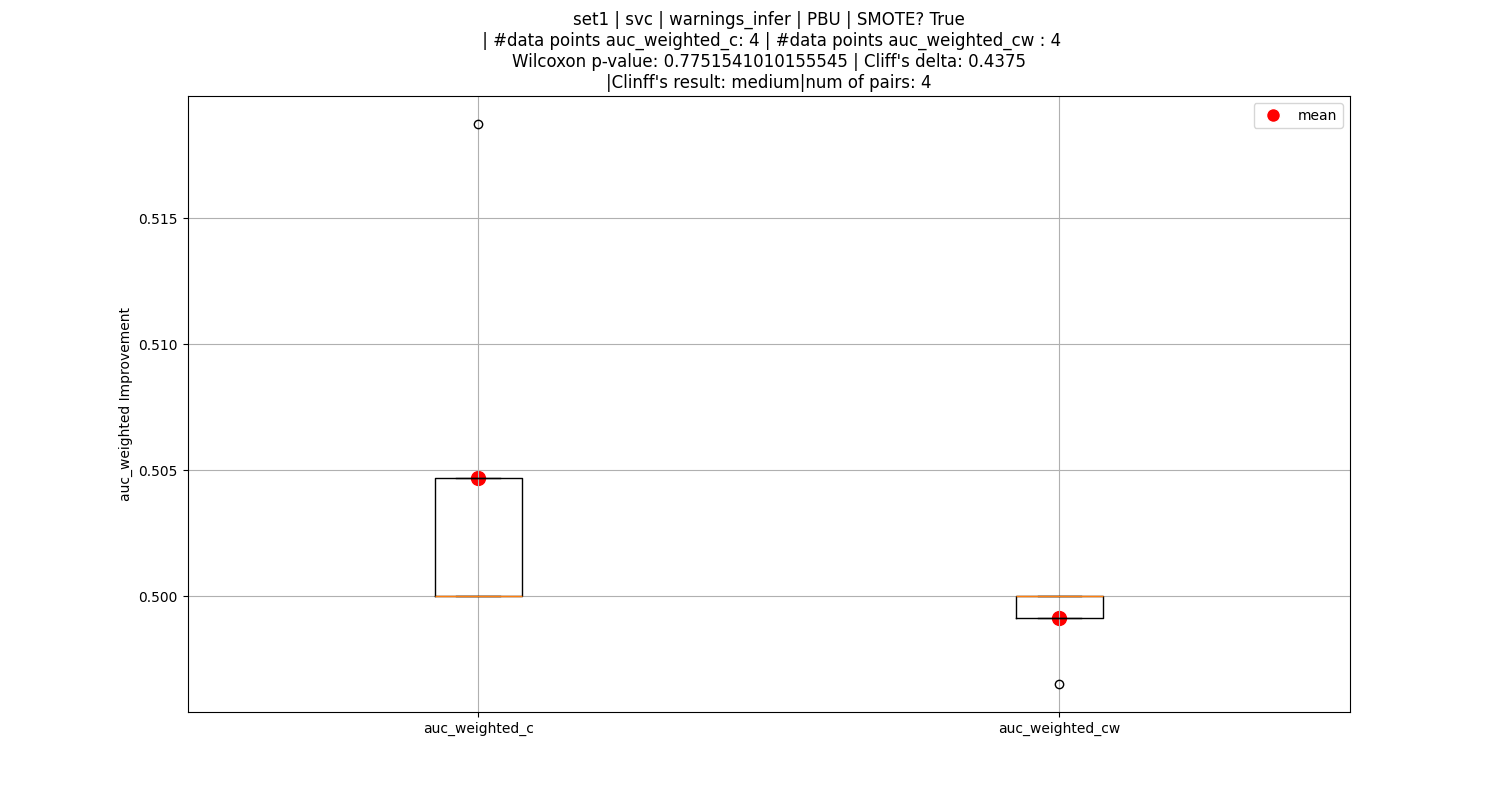 set1 | svc | warnings_infer | PBU | SMOTE? True
| #data points auc_weighted_c: 4 | #data points auc_weighted_cw : 4
Wilcoxon p-value: 0.7751541010155545 | Cliff's delta: 0.4375
|Clinff's result: medium|num of pairs: 4
mean
0.515
0.510
0.505
0.500
auc_weighted Improvement
auc_weighted_c
auc_weighted_cw